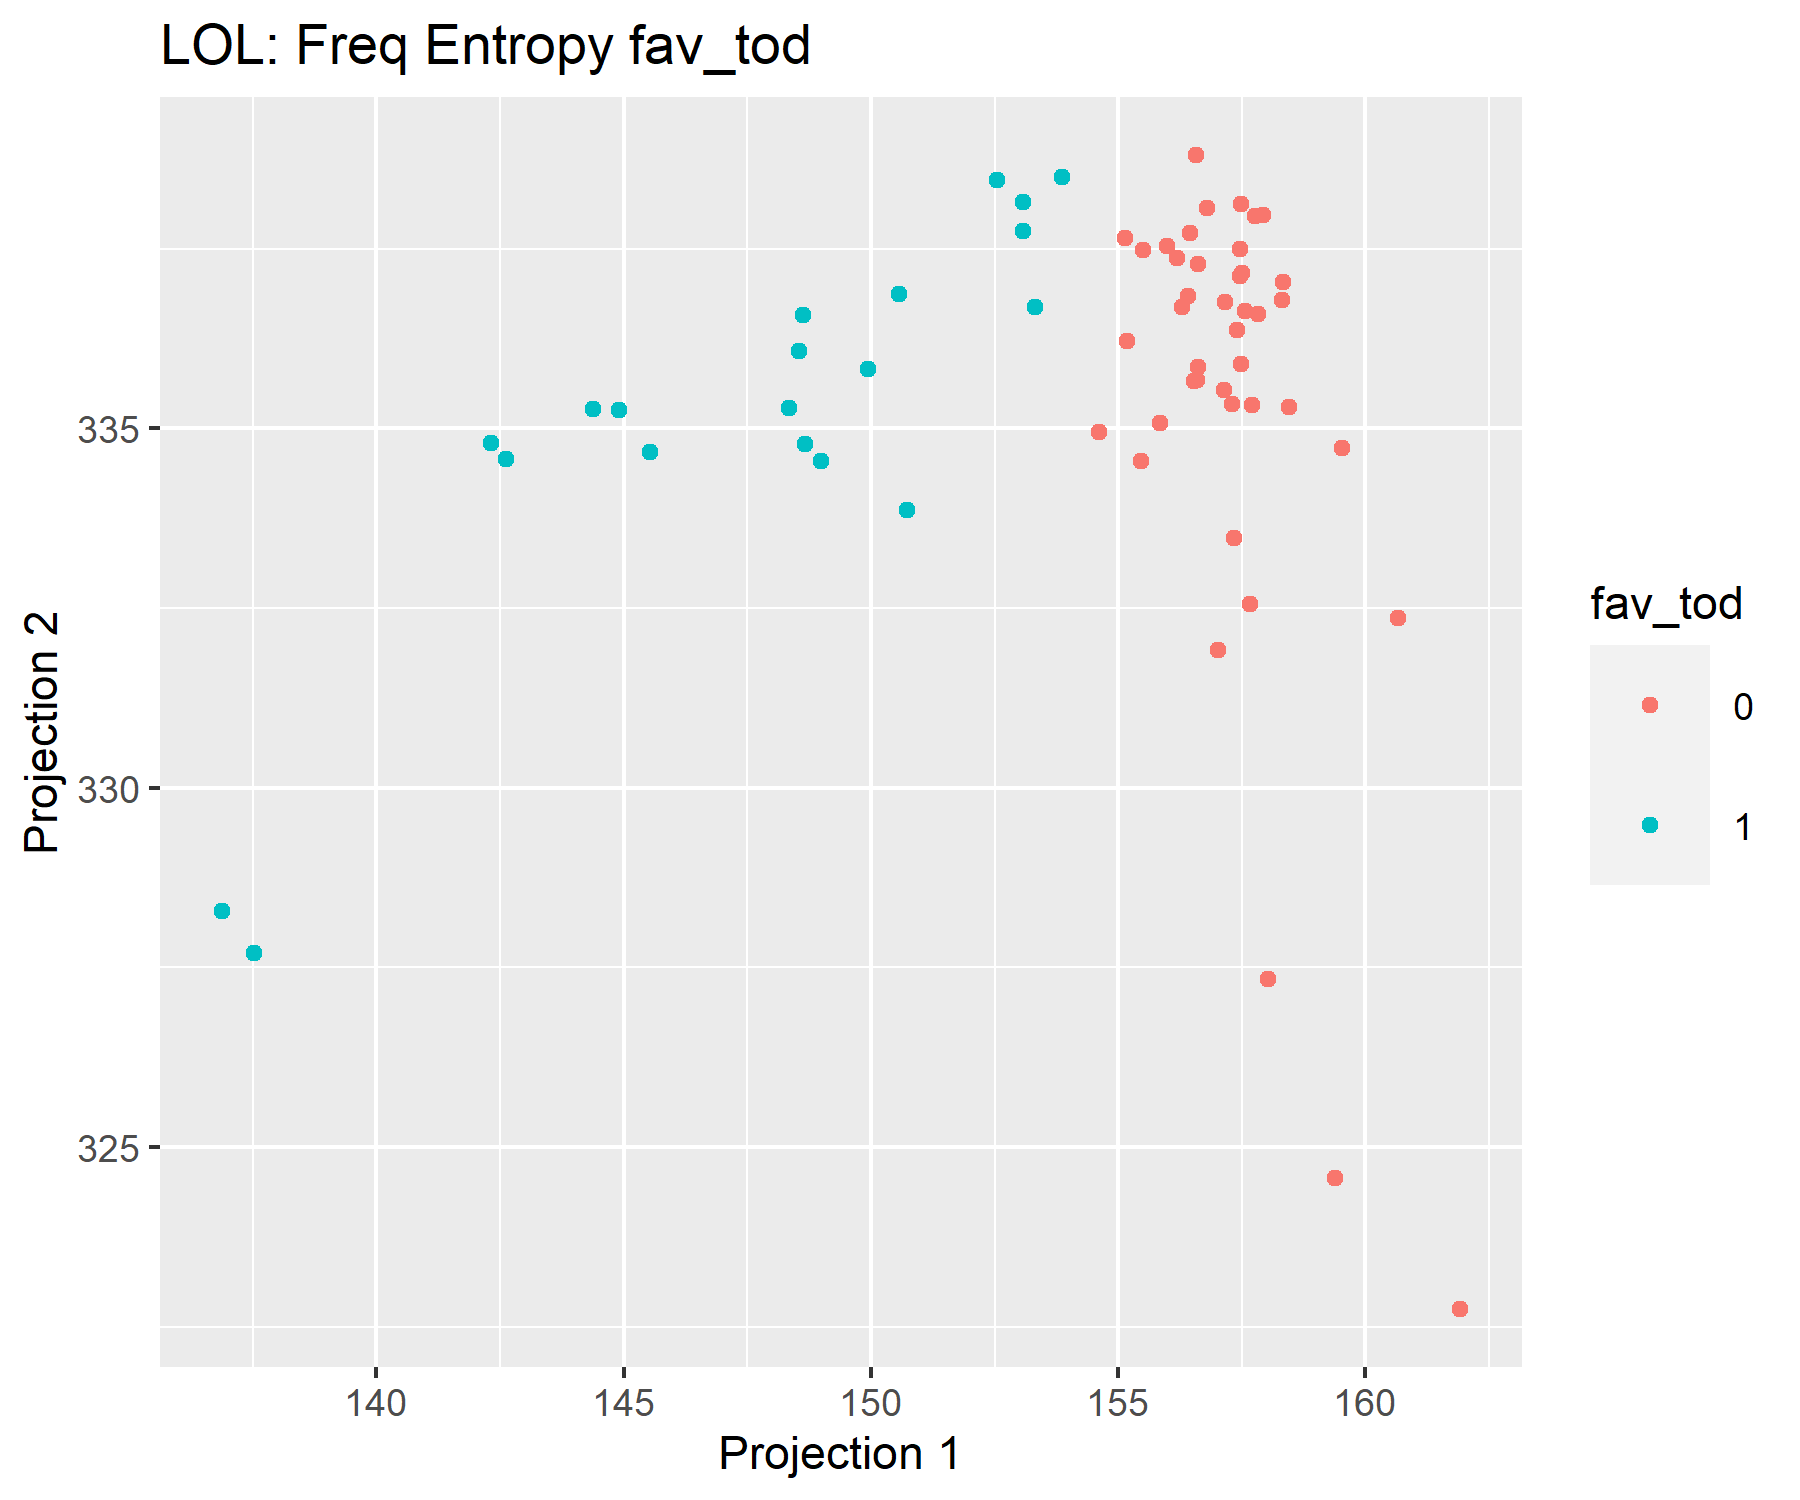 LOL: Freq Entropy fav_tod
335
330
325
Projection 2
140 145 150 155 160
Projection 1
fav_tod
0
1